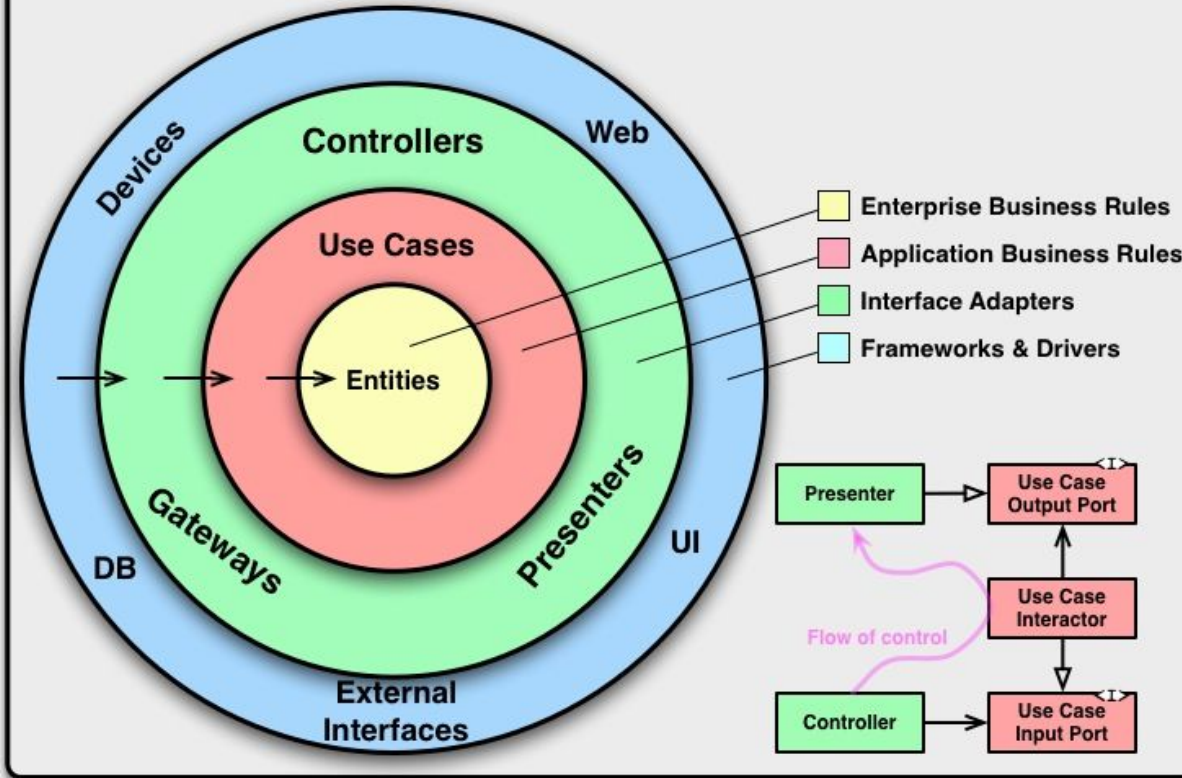 Devices
Web
Controllers
Use Cases
Entities
Gateways
Presenters
DB
UI
External
Interfaces
Enterprise Business Rules
Application Business Rules
Interface Adapters
Frameworks & Drivers
Presenter
<I>
Use Case
Output Port
Use Case
Interactor
Flow of control
Controller
<I>
Use Case
Input Port